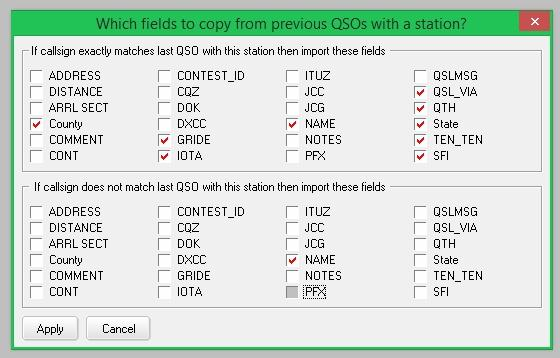 Which fields to copy from previous QSOs with a station?
If callsign exactly matches last QSO with this station then import these fields
ADDRESS CONTEST_ID ITUZ QSLMSG
DISTANCE CQZ JCC QSL_VIA
ARRL SECT DOK JCG QTH
County DXCC NAME State
COMMENT GRIDE NOTES TEN_TEN
CONT IOTA PFX SFI
If callsign does not match last QSO with this station then import these fields
ADDRESS CONTEST_ID ITUZ QSLMSG
DISTANCE CQZ JCC QSL_VIA
ARRL SECT DOK JCG QTH
County DXCC NAME State
COMMENT GRIDE NOTES TEN_TEN
CONT IOTA PFX SFI
Apply Cancel